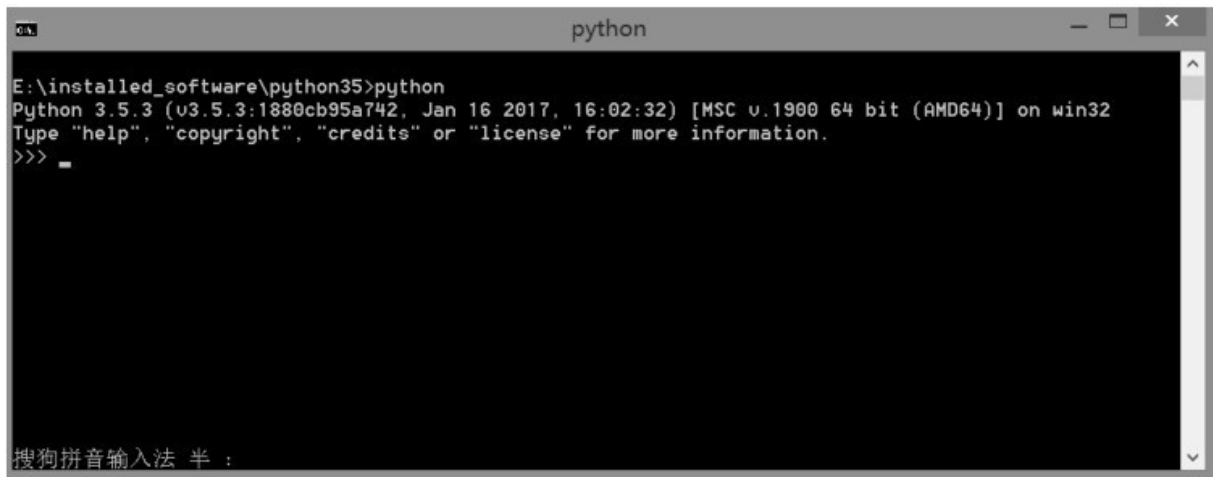 python
E:\installed_software\python35>python
Python 3.5.3 (v3.5.3:1880cb95a742, Jan 16 2017, 16:02:32) [MSC v.1900 64 bit (AMD64)] on win32
Type "help", "copyright", "credits" or "license" for more information.
>>> _
搜狗拼音输入法 半 :